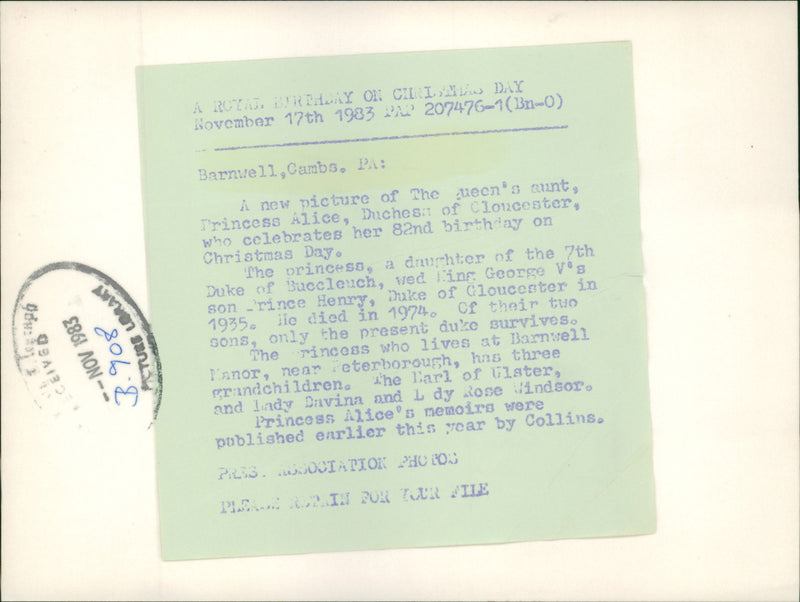 A ROYAL BIRTHDAY ON CHRISTMAS DAY
November 17th 1983 PAP 207476-1(Bn-O)
Barnwell,Cambs. PA:
A new picture of The Queen's aunt,
Princess Alice, Duchess of Gloucester,
who celebrates her 82nd birthday on
Christmas Day.
The princess, a daughter of the 7th
Duke of Buccleuch, wed King George V's
son Prince Henry, Duke of Gloucester in
1935. He died in 1974. Of their two
sons, only the present duke survives.
The Princess who lives at Barnwell
Manor, near Peterborough, has three
grandchildren. The Earl of Ulster,
and Lady Davina and Lady Rose Windsor.
Princess Alice's memoirs were
published earlier this year by Collins.
PRESS ASSOCIATION PHOTOS
PLEASE RETAIN FOR YOUR FILE
RECEIVED
-- NOV 1983
B.908
PICTURE LIBRARY